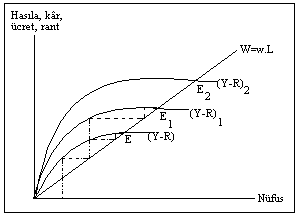 Hasıla, kâr,
ücret, rant
W=w.L
E2 (Y-R)2
E1 (Y-R)1
E (Y-R)
Nüfus